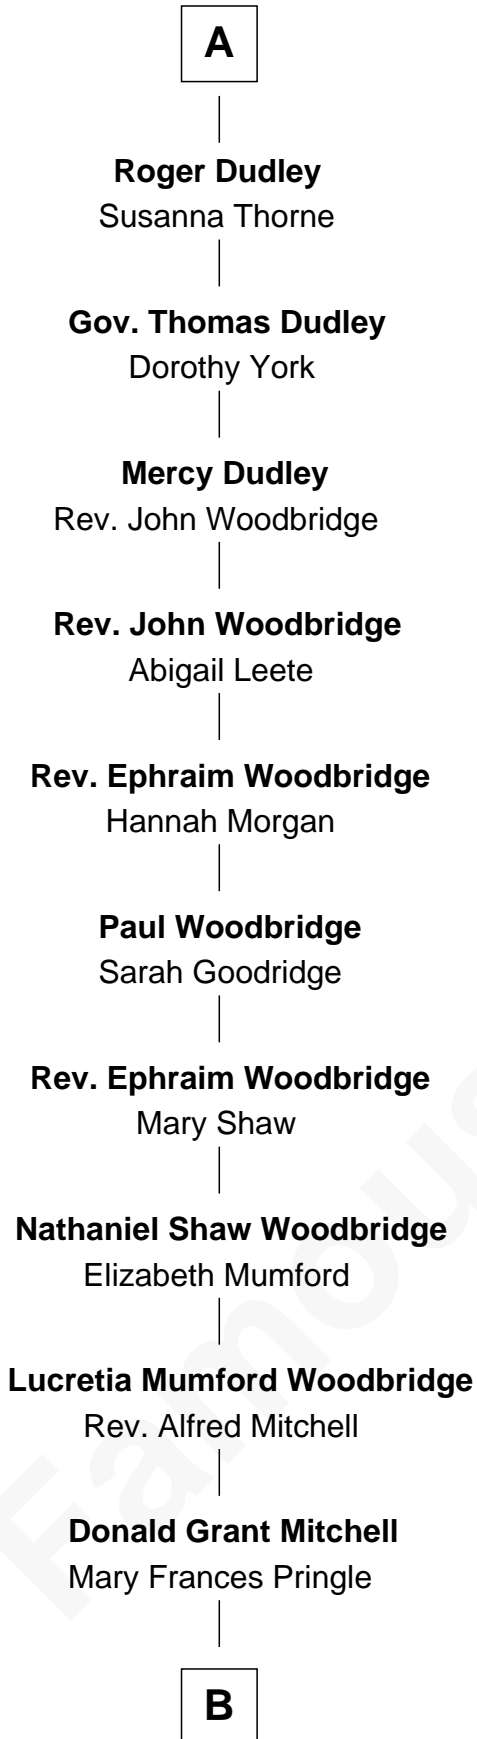 A
Roger Dudley
Susanna Thorne
Gov. Thomas Dudley
Dorothy York
Mercy Dudley
Rev. John Woodbridge
Rev. John Woodbridge
Abigail Leete
Rev. Ephraim Woodbridge
Hannah Morgan
Paul Woodbridge
Sarah Goodridge
Rev. Ephraim Woodbridge
Mary Shaw
Nathaniel Shaw Woodbridge
Elizabeth Mumford
Lucretia Mumford Woodbridge
Rev. Alfred Mitchell
Donald Grant Mitchell
Mary Frances Pringle
B
Famous